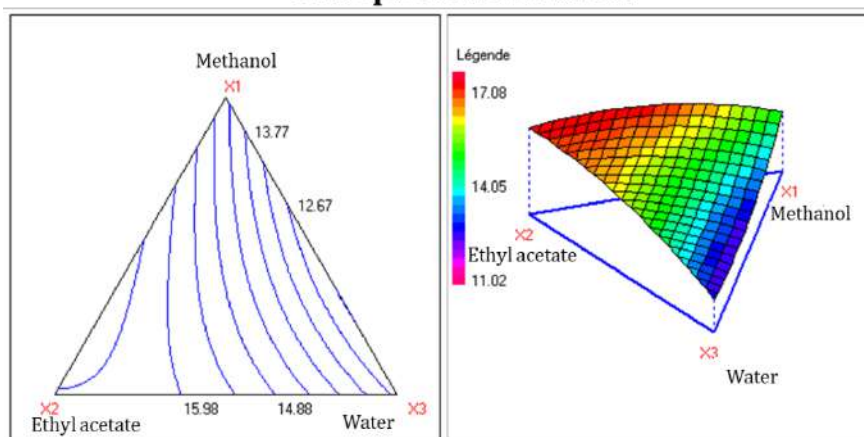 Methanol
X1
13.77
12.67
X2
Ethyl acetate
15.98
14.88
Water
X3
Légende
17.08
14.05
11.02
X1
Methanol
X2
Ethyl acetate
X3
Water